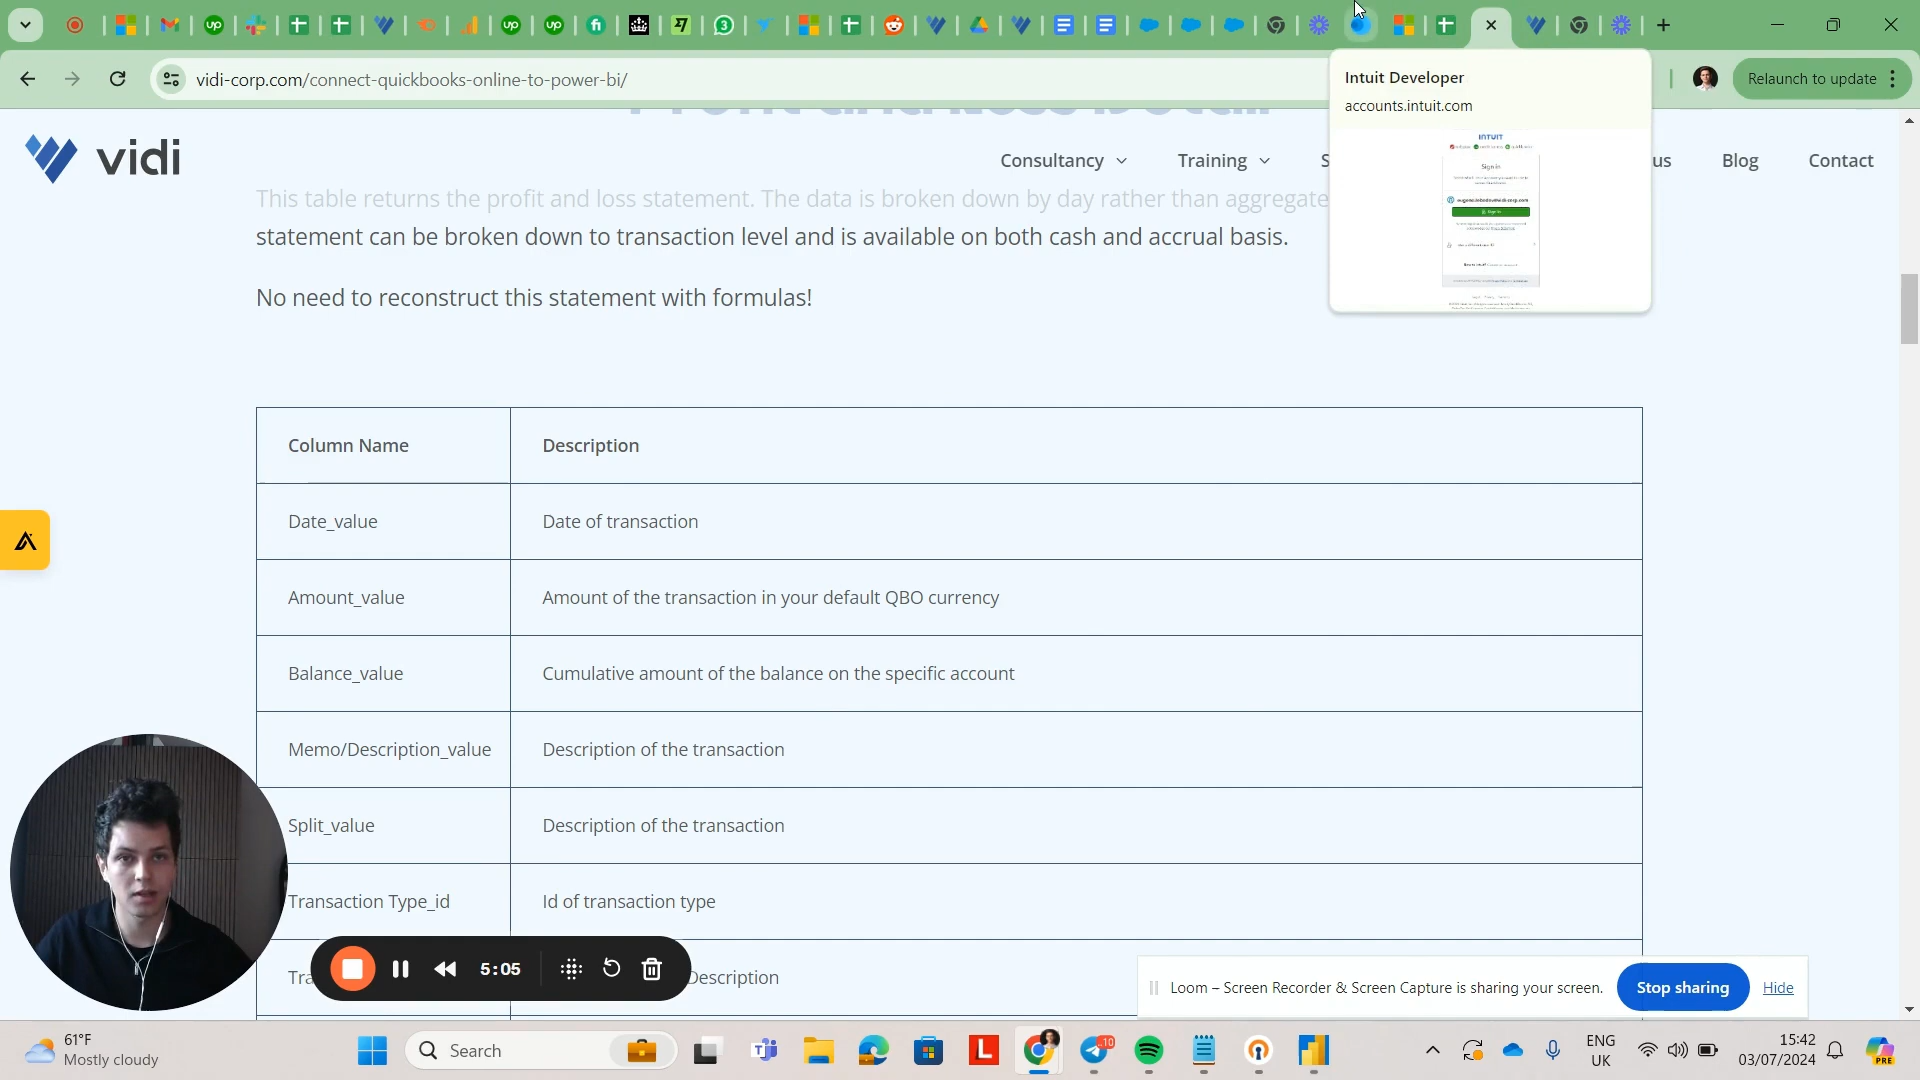 vidi-corp.com/connect-quickbooks-online-to-power-bi/
Relaunch to update
Intuit Developer
accounts.intuit.com
INTUIT
Sign in
vidi
Consultancy
Training
S
us
Blog
Contact
This table returns the profit and loss statement. The data is broken down by day rather than aggregate
statement can be broken down to transaction level and is available on both cash and accrual basis.
No need to reconstruct this statement with formulas!
Column Name Description
Date_value Date of transaction
Amount_value Amount of the transaction in your default QBO currency
Balance_value Cumulative amount of the balance on the specific account
Memo/Description_value Description of the transaction
Split_value Description of the transaction
Transaction Type_id Id of transaction type
Tra Description
5:05
Loom – Screen Recorder & Screen Capture is sharing your screen.
Stop sharing
Hide
61°F
Mostly cloudy
Search
ENG
UK
15:42
03/07/2024